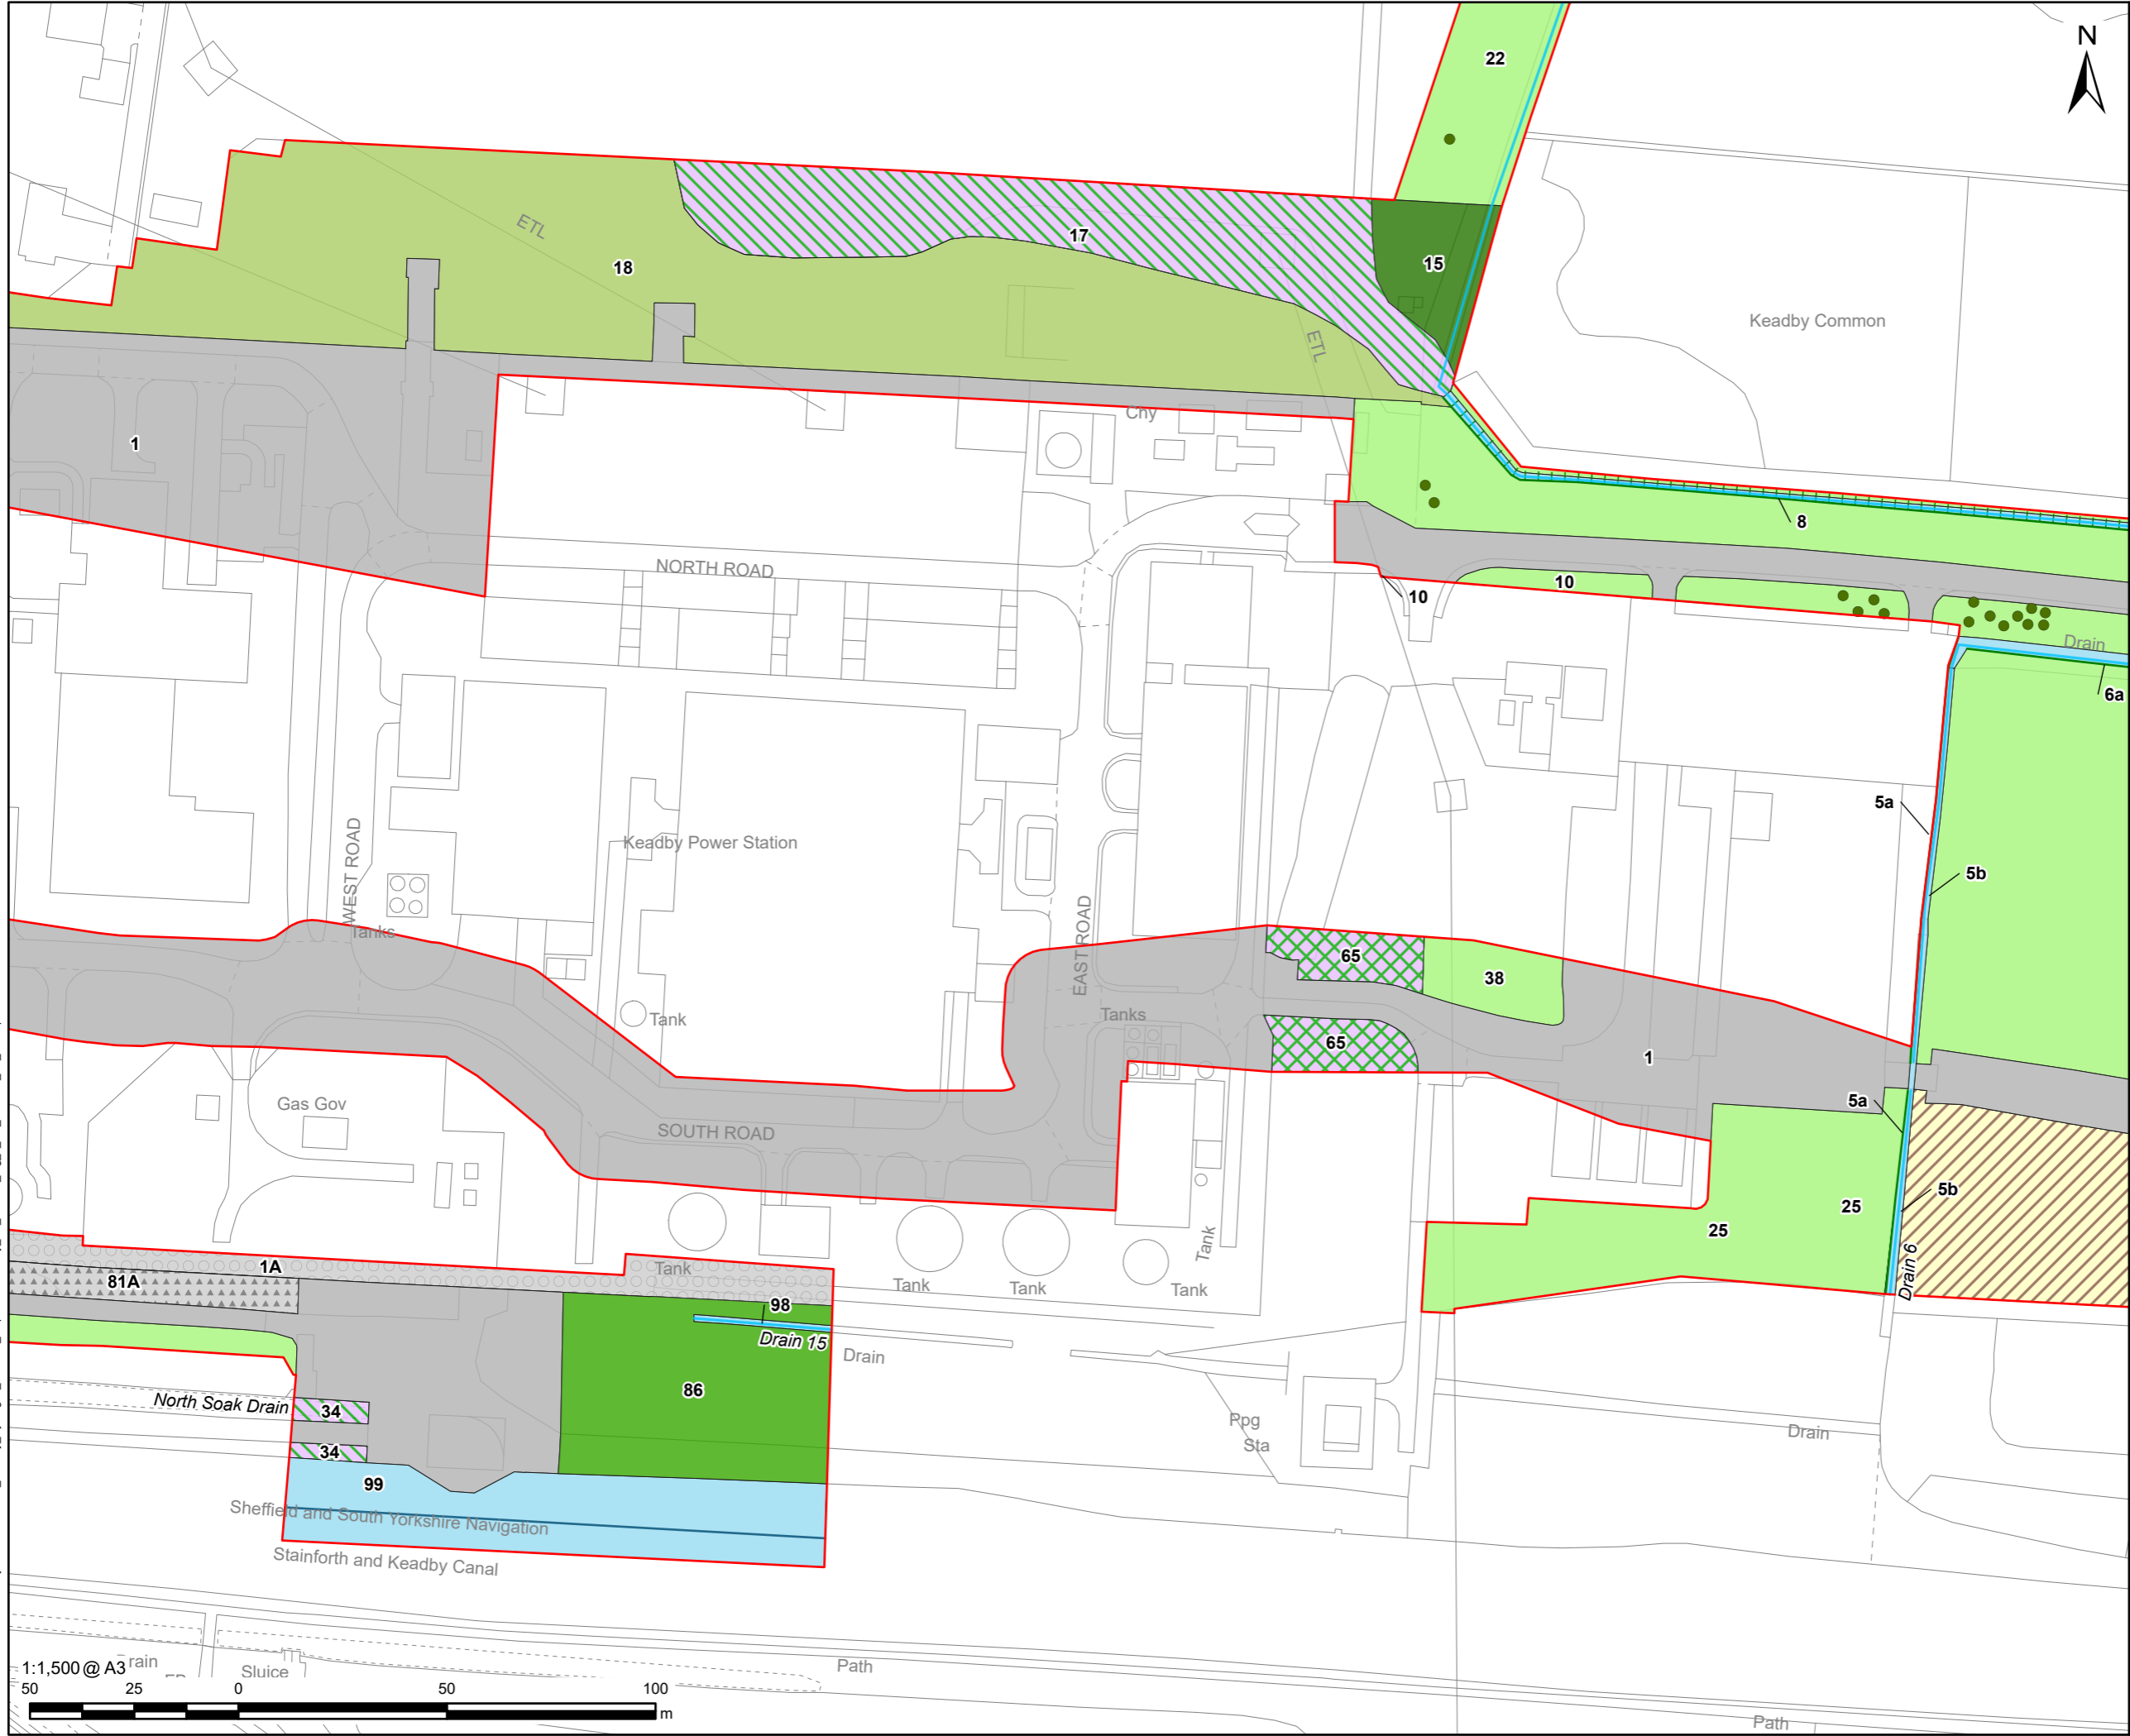 N
22
ETL
17
18
15
Keadby Common
ETL
1
Chy
8
NORTH ROAD
10
10
Drain
6a
5a
Keadby Power Station
WEST ROAD
5b
Tanks
EAST ROAD
65
38
Tanks
Tank
65
1
Gas Gov
5a
SOUTH ROAD
5b
25
25
Tank
Drain 6
1A
Tank
81A
Tank
Tank
Tank
98
Drain 15
Drain
86
North Soak Drain
34
Ppg
Sta
Drain
34
99
Sheffield and South Yorkshire Navigation
Stainforth and Keadby Canal
1:1,500 @ A3
rain
Sluice
Path
50
25
0
50
100
m
Path